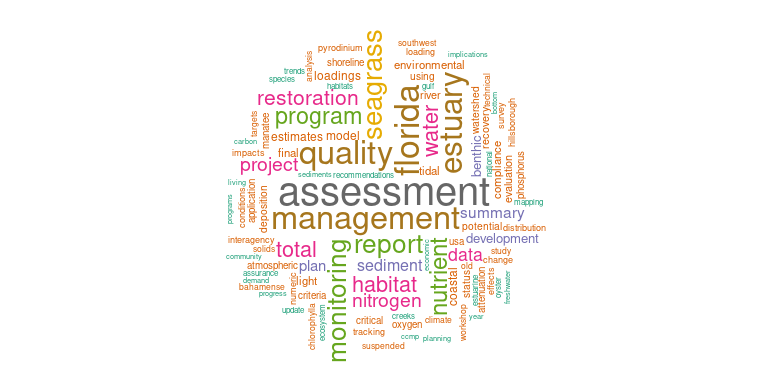 southwest
pyrodinium
loading
implications
analysis
seagrass
shoreline
environmental
trends
loadings
using
species
habitats
gulf
estuary
technical
restoration
florida
river
bottom
watershed
survey
program
water
recovery
hillsborough
targets
manatee
estimates
model
carbon
quality
benthic
national
compliance
impacts
final
evaluation
phosphorus
project
tidal
sediments
recommendations
living
assessment
programs
conditions
application
deposition
mapping
management
summary
potential
distribution
interagency
report
usa
development
community
solids
total
monitoring
economic
nutrient
data
study
atmospheric
plan
sediment
change
assurance
light
habitat
coastal
status
old
effects
demand
bahamense
numeric
attenuation
estuarine
oyster
freshwater
progress
criteria
nitrogen
update
chlorophyll
ecosystem
creeks
critical
oxygen
climate
workshop
year
tracking
ccmp
planning
suspended